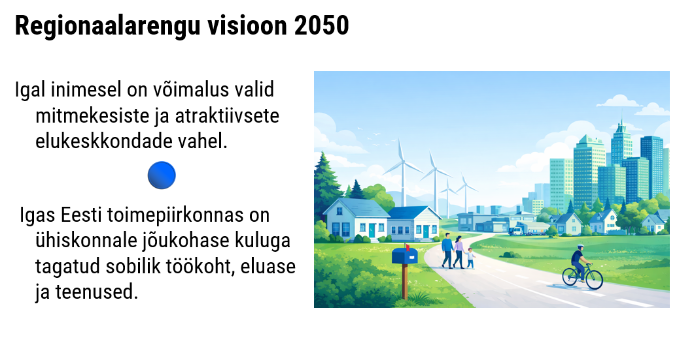 Regionaalarengu visioon 2050
Igal inimesel on võimalus valid
mitmekesiste ja atraktiivsete
elukeskkondade vahel.
Igas Eesti toimepiirkonnas on
ühiskonnale jõukohase kuluga
tagatud sobilik töökoht, eluase
ja teenused.